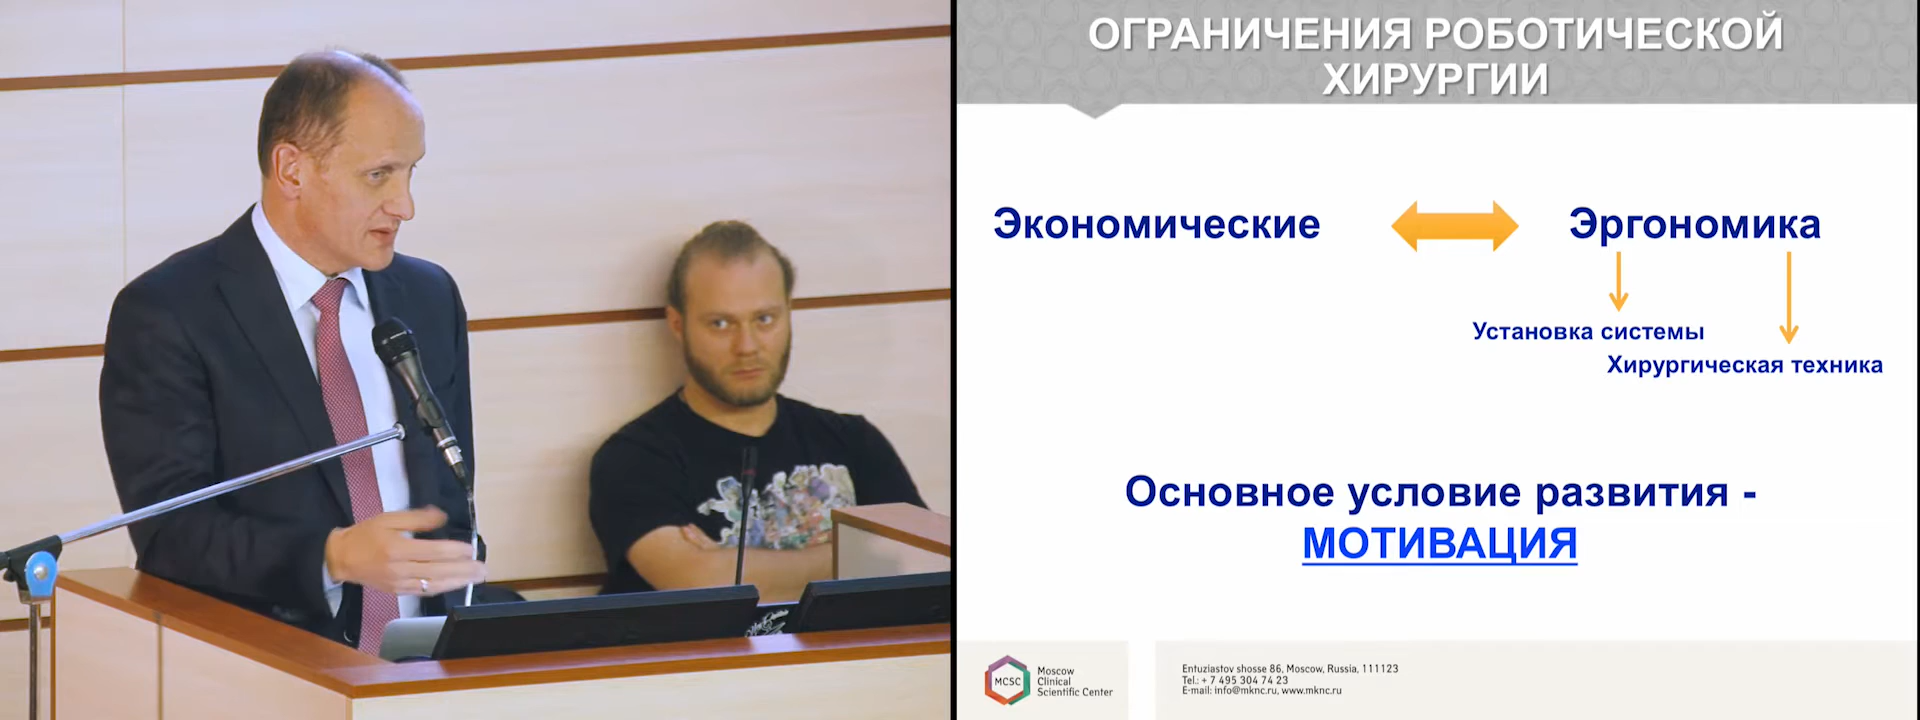 ОГРАНИЧЕНИЯ РОБОТИЧЕСКОЙ
ХИРУРГИИ
Экономические
Эргономика
Установка системы
Хирургическая техника
Основное условие развития -
МОТИВАЦИЯ
MCSC
Moscow
Clinical
Scientific Center
Entuziastov shosse 86, Moscow, Russia, 111123
Tel.: + 7 495 304 74 23
E-mail: info@mknc.ru, www.mknc.ru